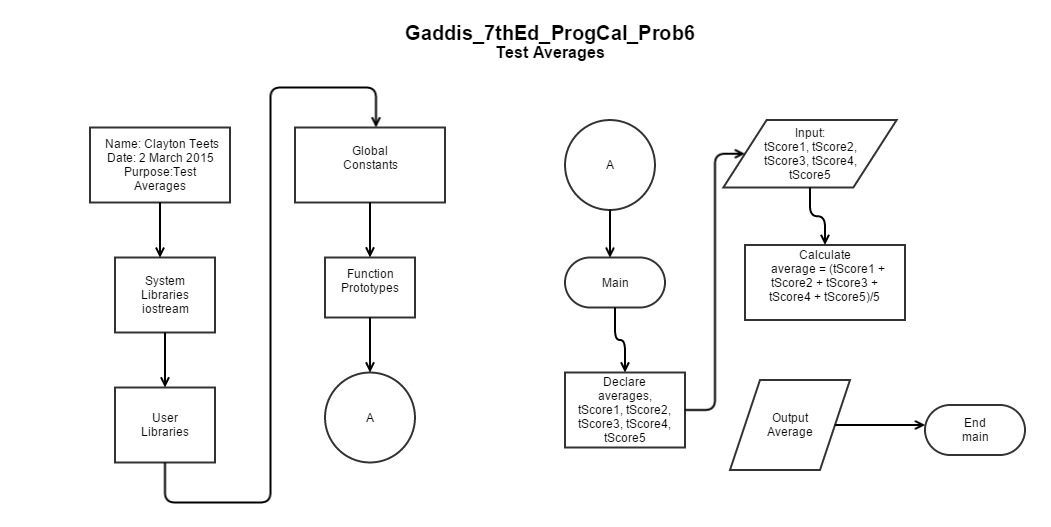 Gaddis_7thEd_ProgCal_Prob6
Test Averages
Name: Clayton Teets
Date: 2 March 2015
Purpose:Test
Averages
System
Libraries
iostream
User
Libraries
Global
Constants
Function
Prototypes
A
A
Main
Declare
averages,
tScore1, tScore2,
tScore3, tScore4,
tScore5
Input:
tScore1, tScore2,
tScore3, tScore4,
tScore5
Calculate
average = (tScore1 +
tScore2 + tScore3 +
tScore4 + tScore5)/5
Output
Average
End
main